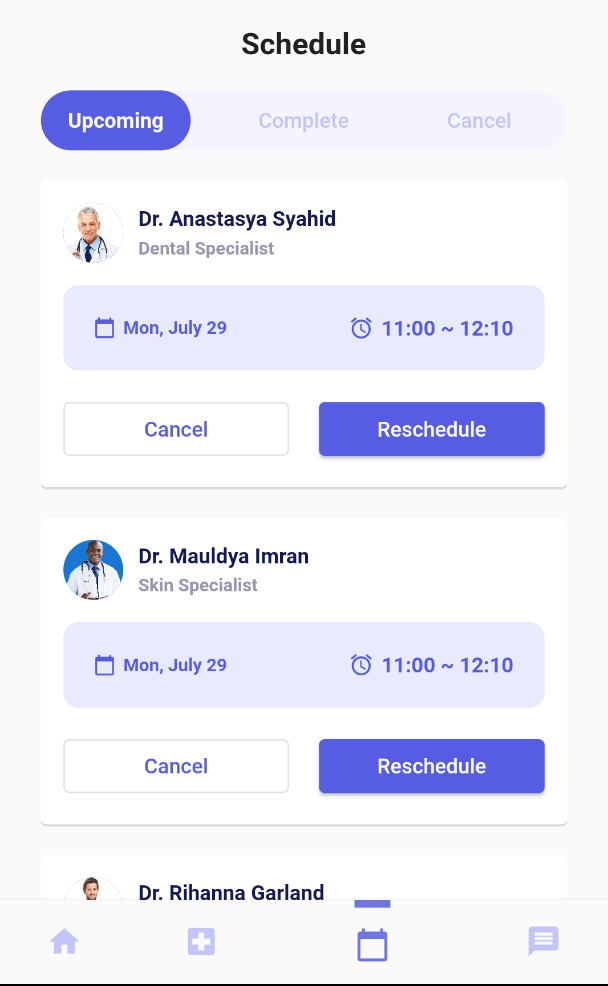 Schedule
Upcoming Complete Cancel
Dr. Anastasya Syahid
Dental Specialist
Mon, July 29 11:00 ~ 12:10
Cancel Reschedule
Dr. Mauldya Imran
Skin Specialist
Mon, July 29 11:00 ~ 12:10
Cancel Reschedule
Dr. Rihanna Garland